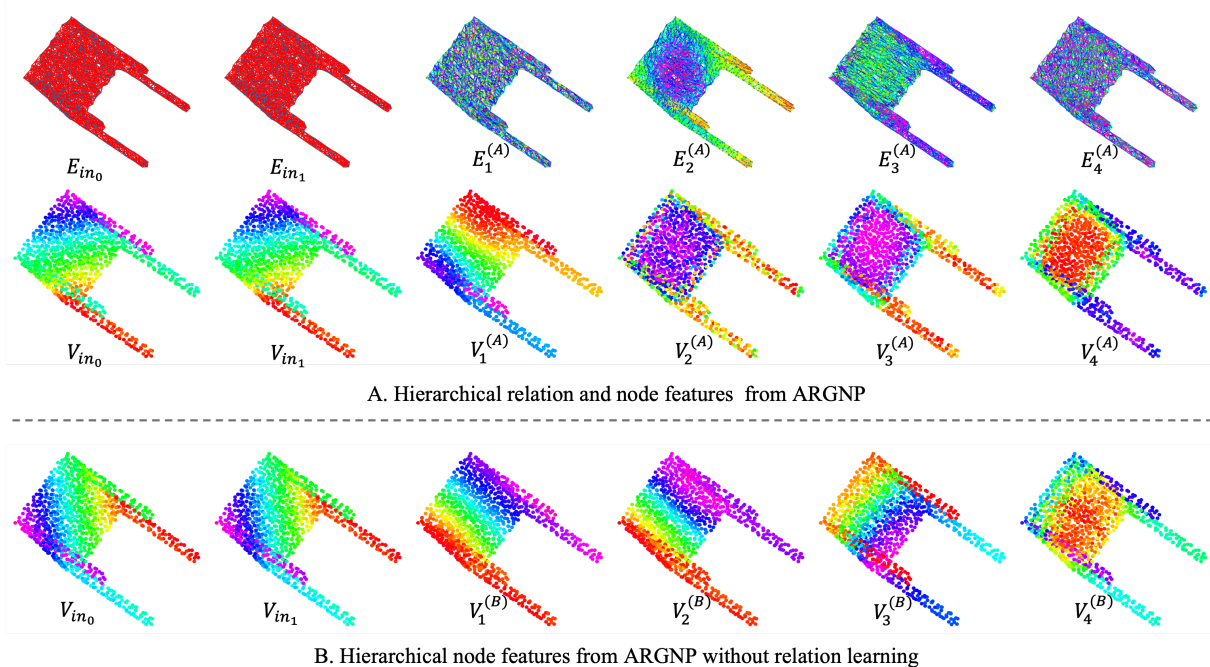 E_{in_0} E_{in_1} E_1^{(A)} E_2^{(A)} E_3^{(A)} E_4^{(A)}
V_{in_0} V_{in_1} V_1^{(A)} V_2^{(A)} V_3^{(A)} V_4^{(A)}
A. Hierarchical relation and node features from ARGNP
V_{in_0} V_{in_1} V_1^{(B)} V_2^{(B)} V_3^{(B)} V_4^{(B)}
B. Hierarchical node features from ARGNP without relation learning